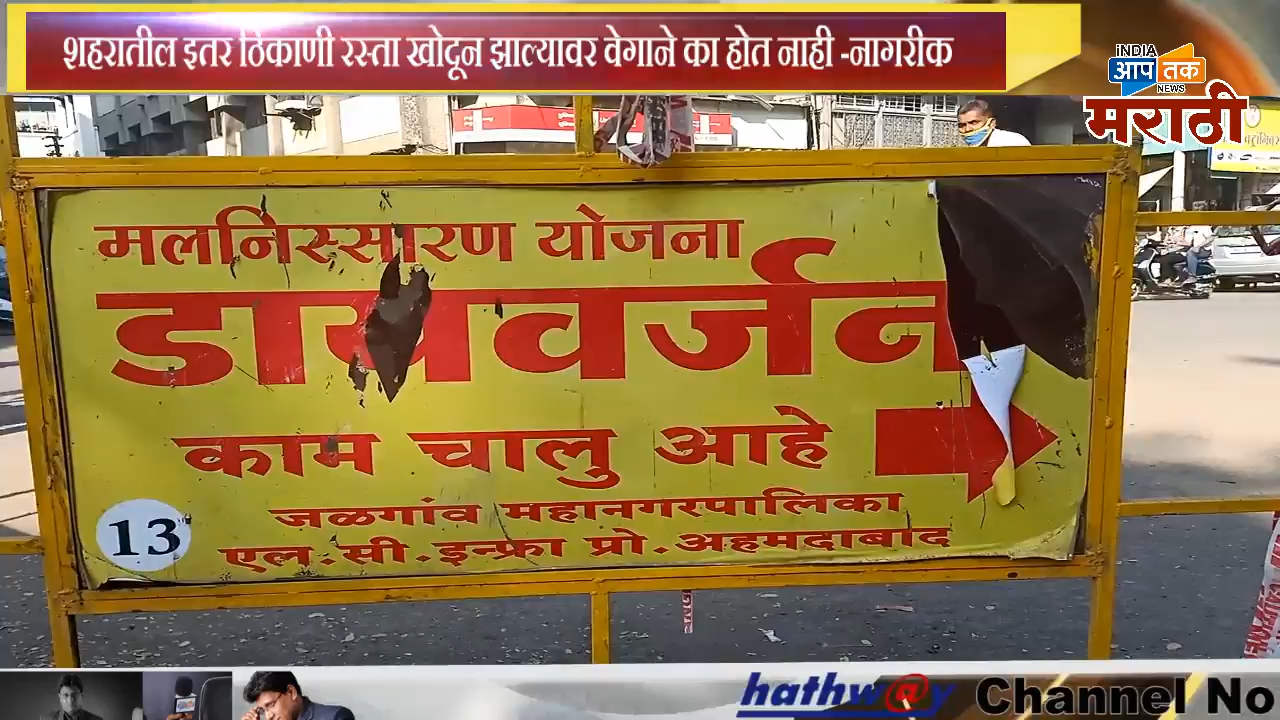 शहरातील इतर ठिकाणी रस्ता खोदून झाल्यावर वेगाने का होत नाही -नागरीक
INDIA
आप तक
NEWS
मराठी
मलनिस्सारण योजना
डायवर्जन
काम चालु आहे
जळगांव महानगरपालिका
13
एल.सी.इन्फ्रा प्रो.अहमदाबाद
hathw@y Channel No